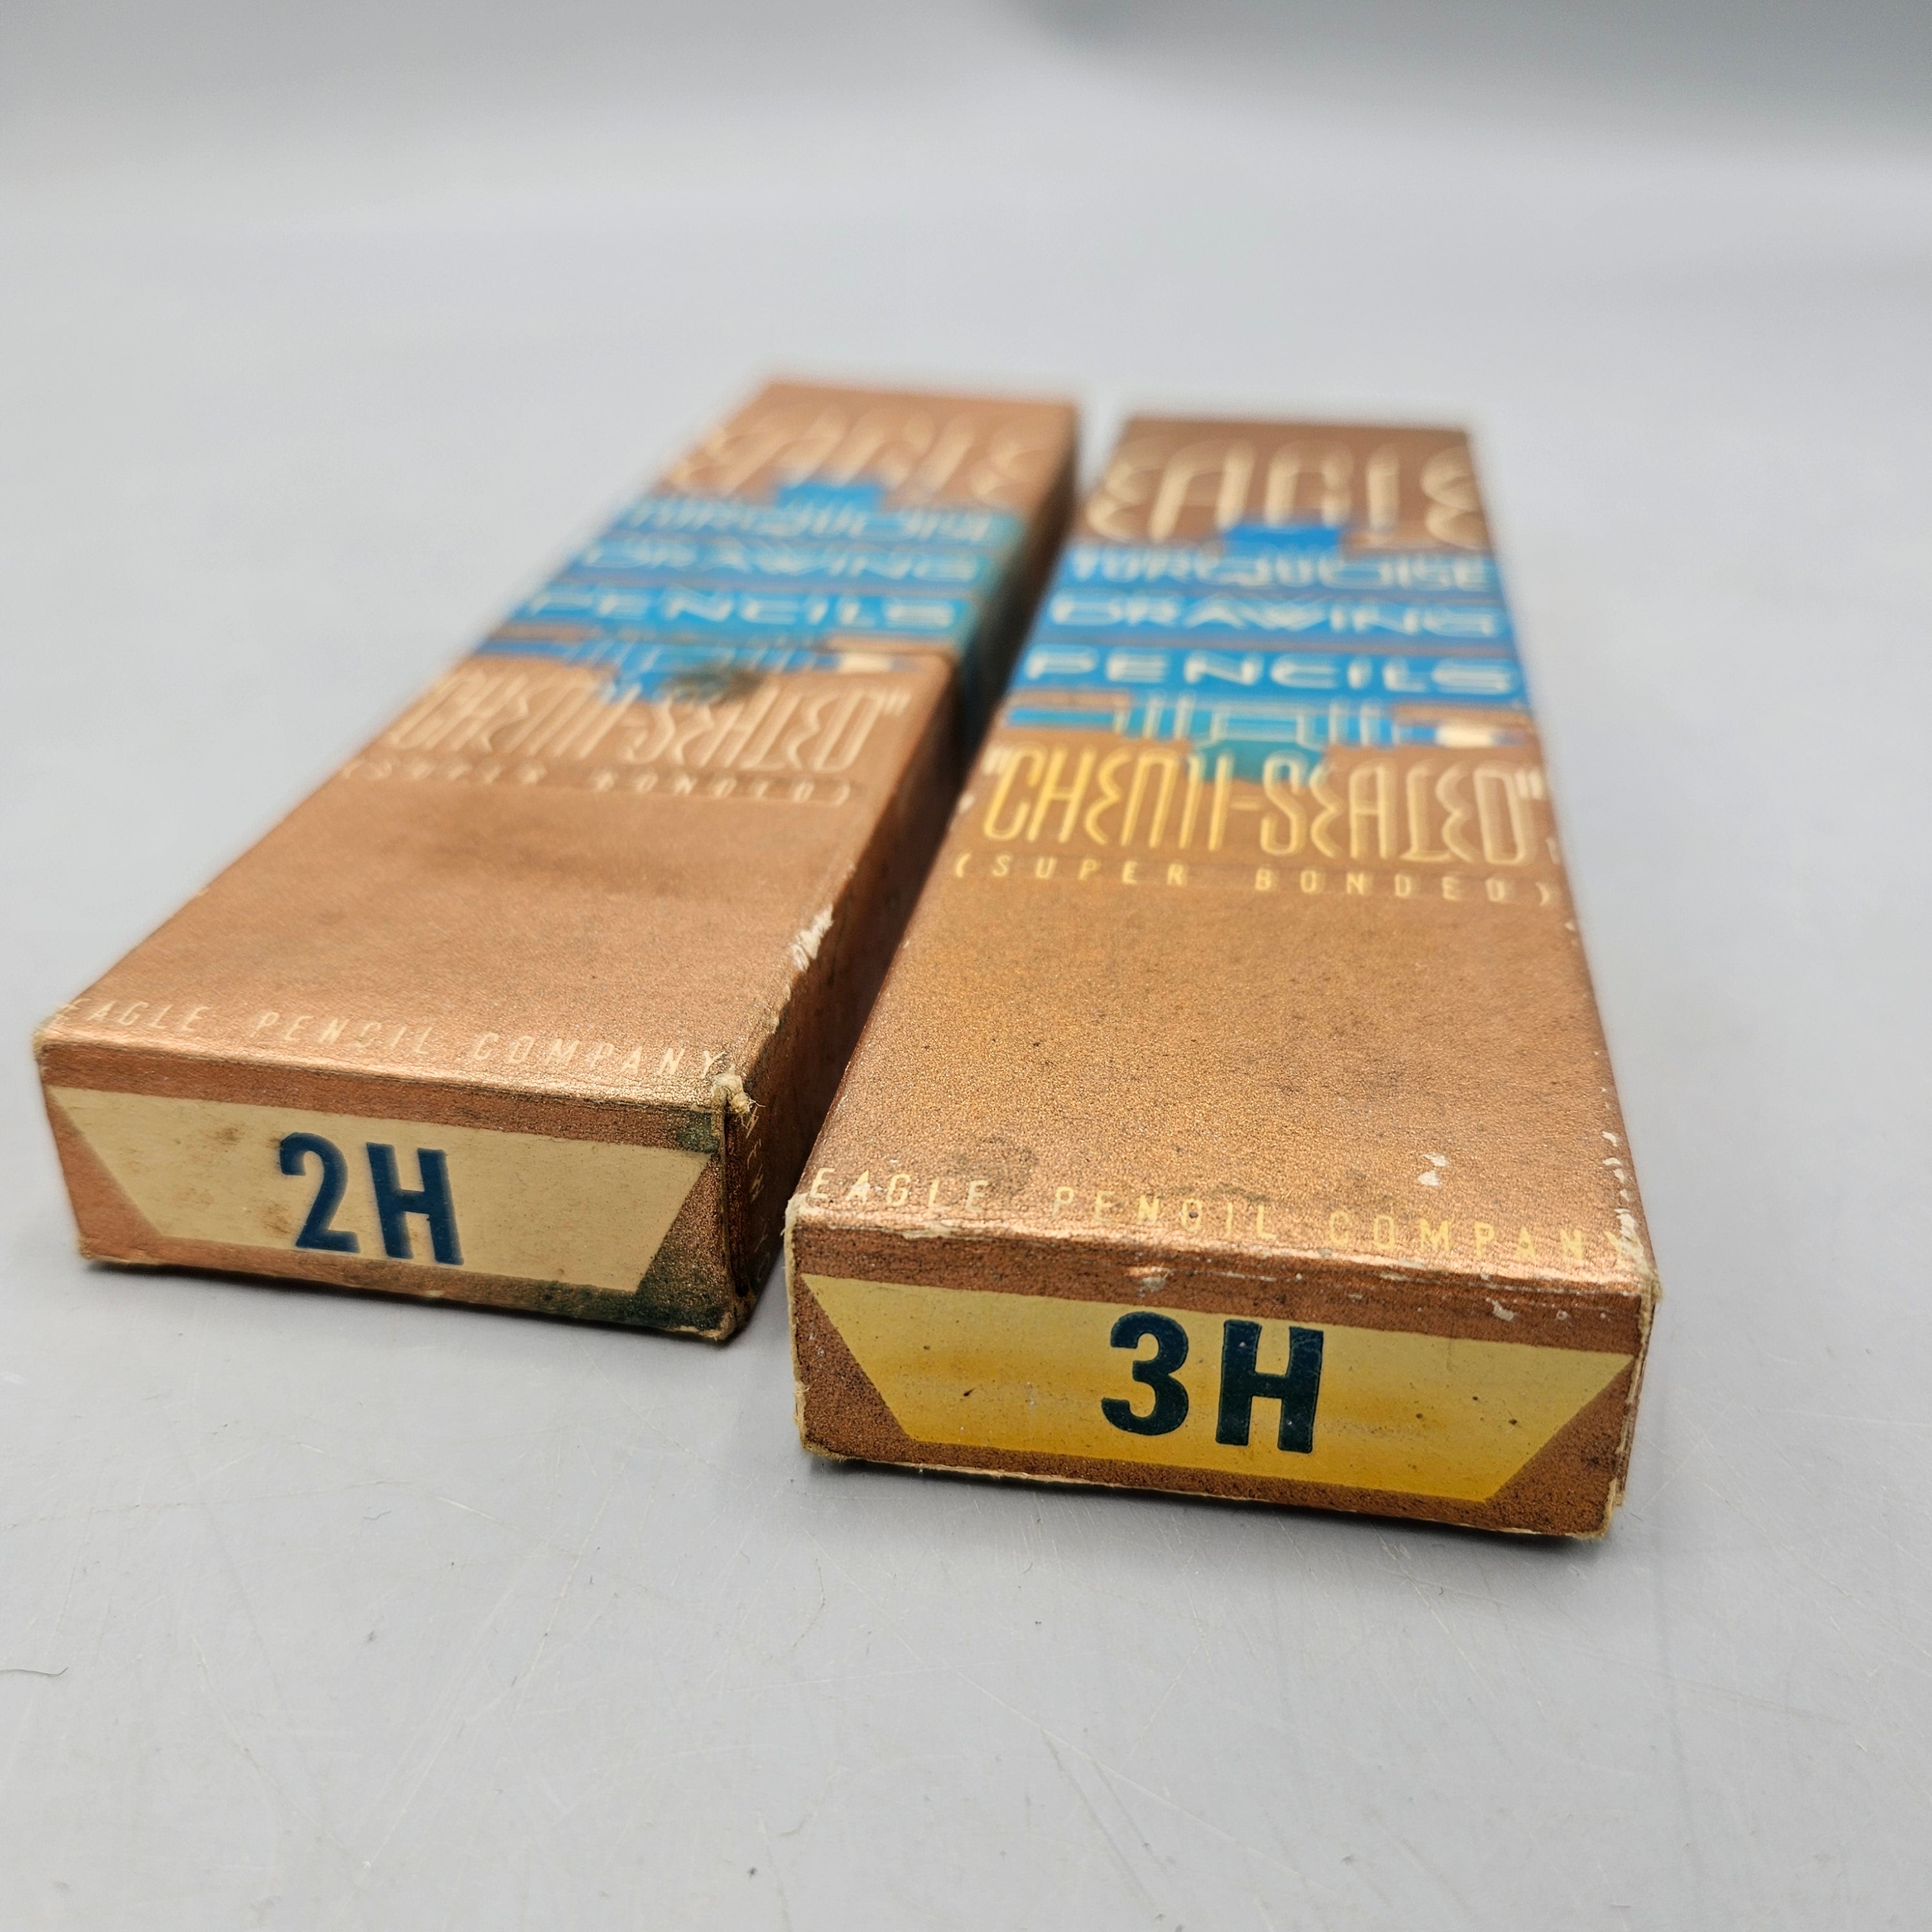 EAGLE
TURQUOISE
DRAWING
PENCILS
"CHEMI-SEALED"
(SUPER BONDED)
EAGLE PENCIL COMPANY
2H
EAGLE
TURQUOISE
DRAWING
PENCILS
"CHEMI-SEALED"
(SUPER BONDED)
EAGLE PENCIL COMPANY
3H